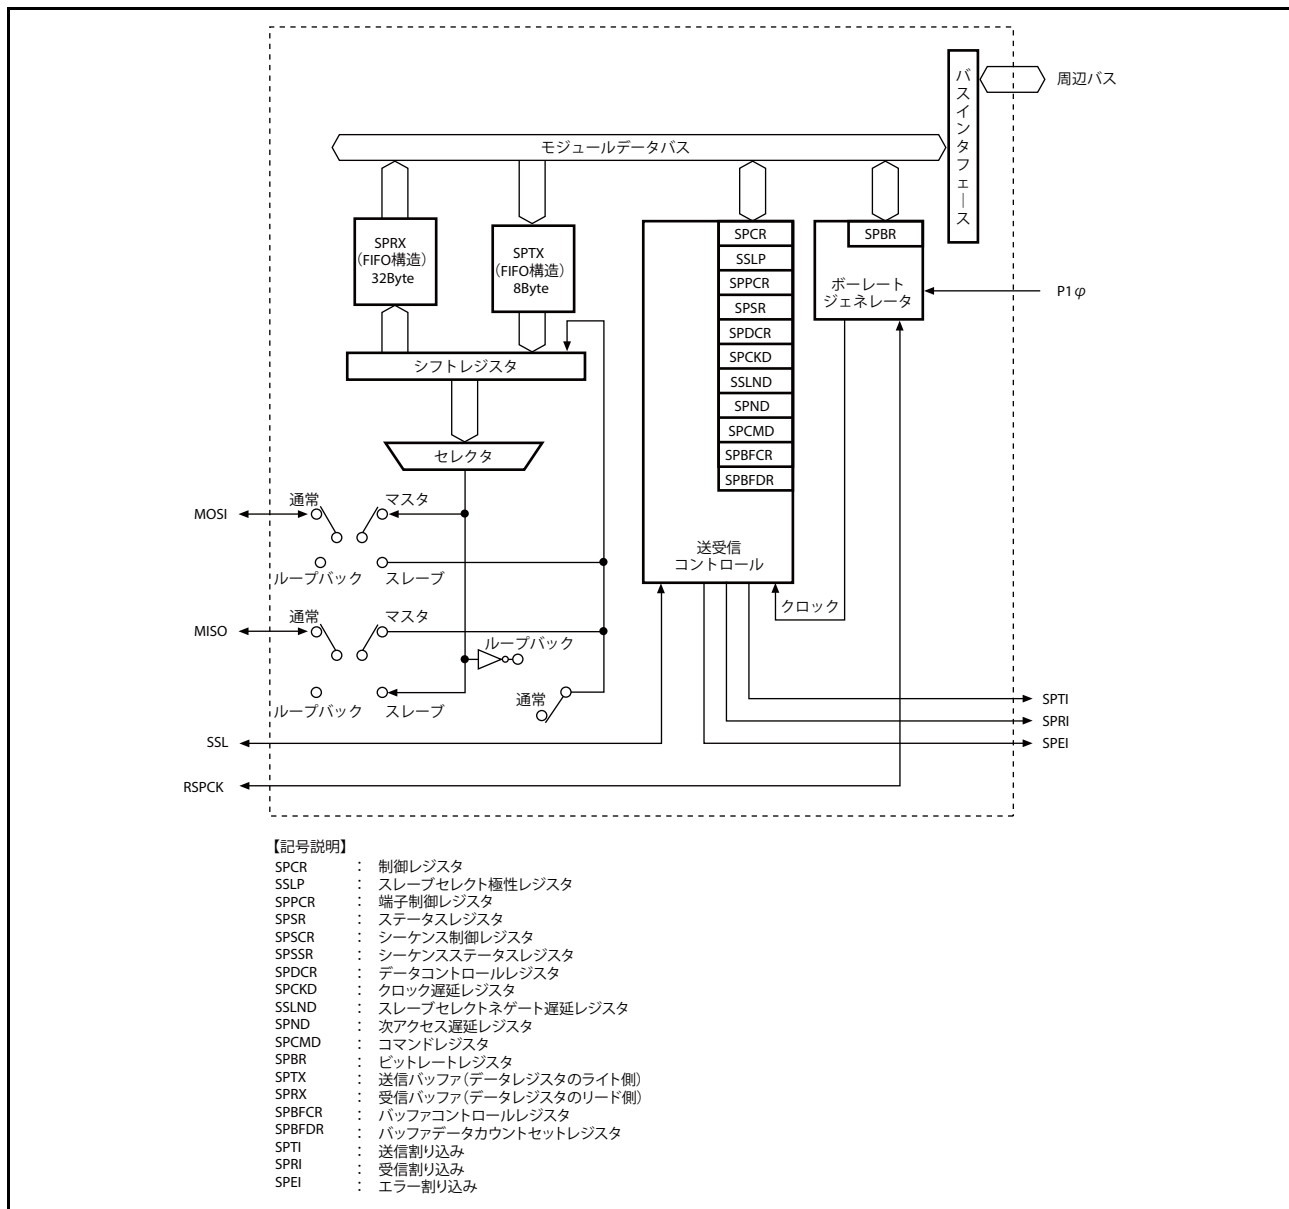 バスインタフェース
周辺バス
モジュールデータバス
SPRX
（FIFO構造）
32Byte
SPTX
（FIFO構造）
8Byte
SPCR
SSLP
SPPCR
SPSR
SPDCR
SPCKD
SSLND
SPND
SPCMD
SPBFCR
SPBFDR
送受信
コントロール
SPBR
ボーレート
ジェネレータ
P1φ
シフトレジスタ
セレクタ
クロック
MOSI
通常
マスタ
ループバック
スレーブ
MISO
通常
マスタ
ループバック
ループバック
スレーブ
通常
SSL
RSPCK
SPTI
SPRI
SPEI
【記号説明】
SPCR : 制御レジスタ
SSLP : スレーブセレクト極性レジスタ
SPPCR : 端子制御レジスタ
SPSR : ステータスレジスタ
SPSCR : シーケンス制御レジスタ
SPSSR : シーケンスステータスレジスタ
SPDCR : データコントロールレジスタ
SPCKD : クロック遅延レジスタ
SSLND : スレーブセレクトネゲート遅延レジスタ
SPND : 次アクセス遅延レジスタ
SPCMD : コマンドレジスタ
SPBR : ビットレートレジスタ
SPTX : 送信バッファ（データレジスタのライト側）
SPRX : 受信バッファ（データレジスタのリード側）
SPBFCR : バッファコントロールレジスタ
SPBFDR : バッファデータカウントセットレジスタ
SPTI : 送信割り込み
SPRI : 受信割り込み
SPEI : エラー割り込み